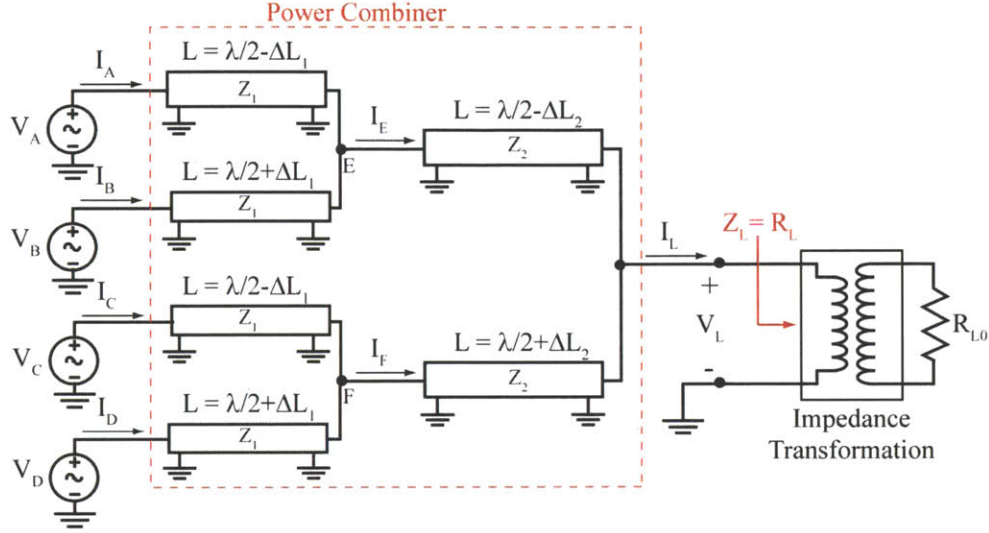 Power Combiner
I_A
L = λ/2-ΔL_1
Z_1
V_A
+
~
-
I_E
L = λ/2-ΔL_2
Z_2
E
I_B
L = λ/2+ΔL_1
Z_1
V_B
+
~
-
I_L
Z_L = R_L
+
V_L
-
R_L0
Impedance
Transformation
I_C
L = λ/2-ΔL_1
Z_1
V_C
+
~
-
I_F
L = λ/2+ΔL_2
Z_2
F
I_D
L = λ/2+ΔL_1
Z_1
V_D
+
~
-